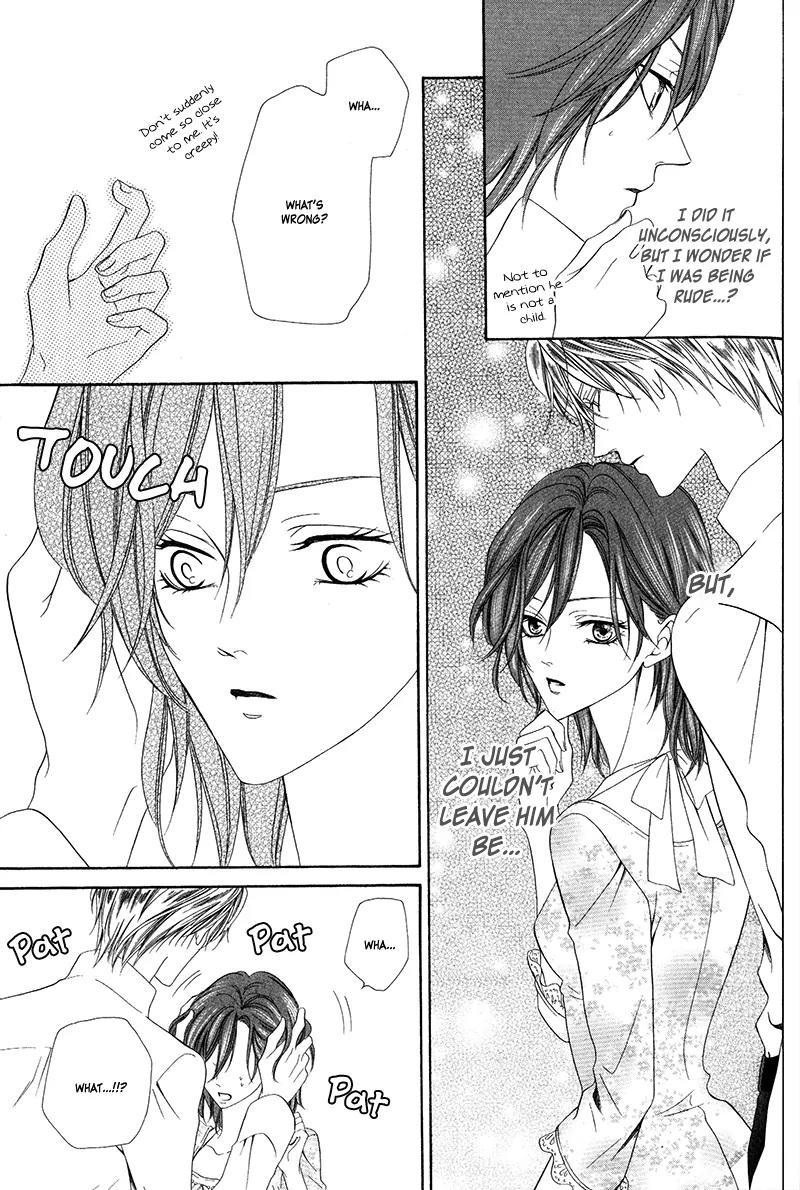 I DID IT
UNCONSCIOUSLY,
BUT I WONDER IF
I WAS BEING
RUDE...?
Not to
mention he
is not a
child.
BUT,
I JUST
COULDN'T
LEAVE HIM
BE...
WHA...
WHAT'S
WRONG?
Don't suddenly
come so close
to me. It's
creepy!
TOUCH
WHA...
Pat
Pat
Pat
WHAT...!!?